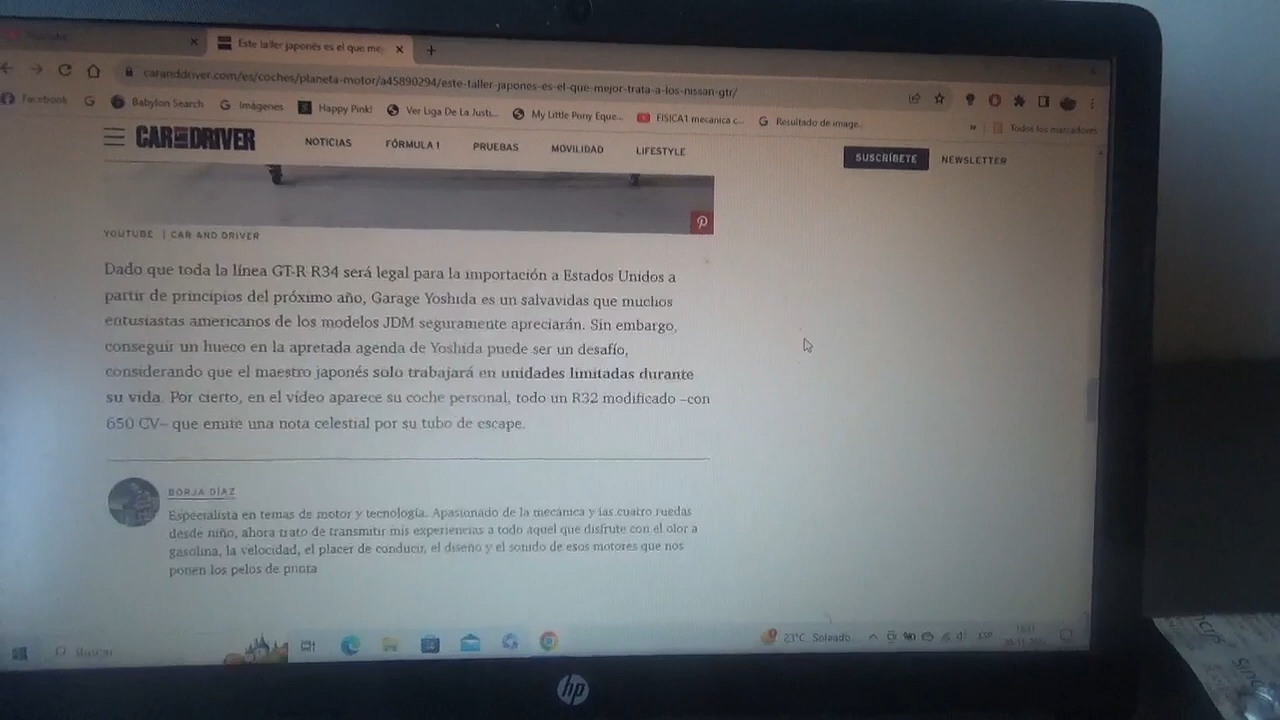 Este taller japonés es el que me
caranddriver.com/es/coches/planeta-motor/a45890294/este-taller-japones-es-el-que-mejor-trata-a-los-nissan-gtr/
Facebook Babylon Search Imágenes Happy Pink! Ver Liga De La Justi... My Little Pony Eque... FISICA1 mecanica c... Resultado de image... » Todos los marcadores
CAR AND DRIVER NOTICIAS FÓRMULA 1 PRUEBAS MOVILIDAD LIFESTYLE SUSCRÍBETE NEWSLETTER
YOUTUBE | CAR AND DRIVER
Dado que toda la línea GT-R R34 será legal para la importación a Estados Unidos a
partir de principios del próximo año, Garage Yoshida es un salvavidas que muchos
entusiastas americanos de los modelos JDM seguramente apreciarán. Sin embargo,
conseguir un hueco en la apretada agenda de Yoshida puede ser un desafío,
considerando que el maestro japonés solo trabajará en unidades limitadas durante
su vida. Por cierto, en el vídeo aparece su coche personal, todo un R32 modificado –con
650 CV– que emite una nota celestial por su tubo de escape.
BORJA DÍAZ
Especialista en temas de motor y tecnología. Apasionado de la mecánica y las cuatro ruedas
desde niño, ahora trato de transmitir mis experiencias a todo aquel que disfrute con el olor a
gasolina, la velocidad, el placer de conducir, el diseño y el sonido de esos motores que nos
ponen los pelos de punta
Buscar 23°C Soleado ESP
hp